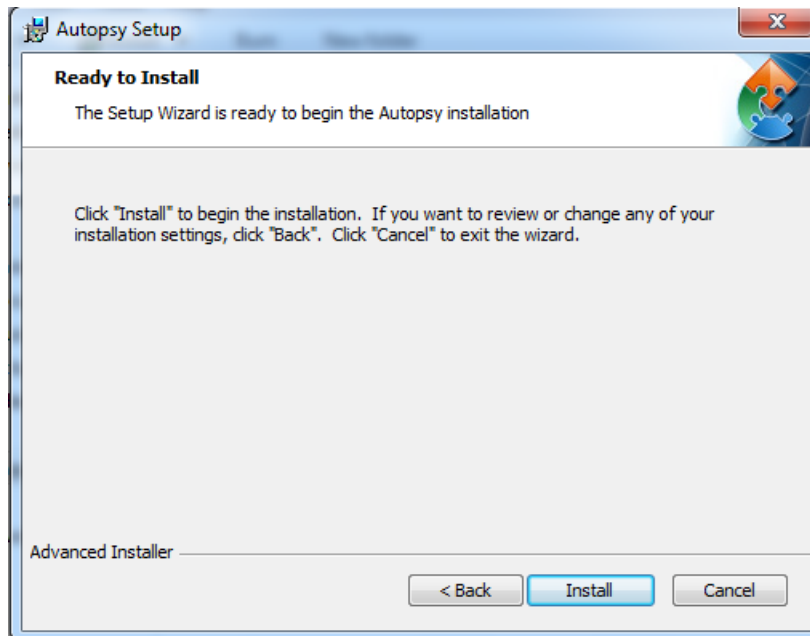 Autopsy Setup
Ready to Install
The Setup Wizard is ready to begin the Autopsy installation
Click "Install" to begin the installation.  If you want to review or change any of your
installation settings, click "Back".  Click "Cancel" to exit the wizard.
Advanced Installer
< Back Install Cancel